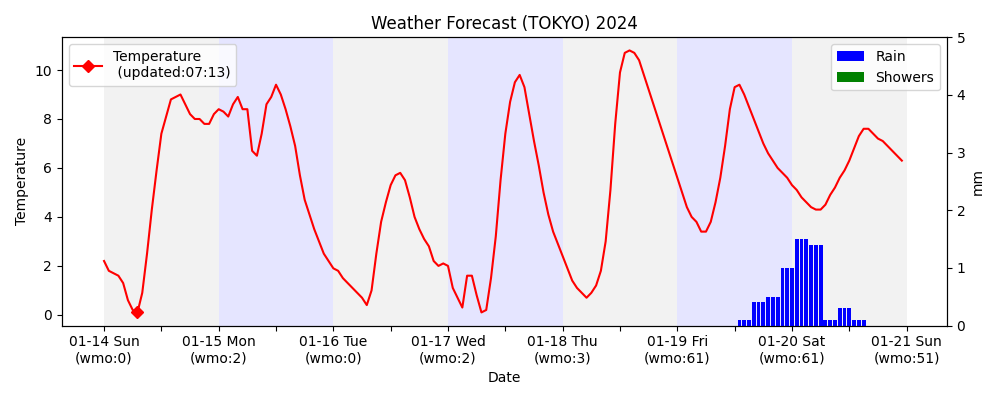 Weather Forecast (TOKYO) 2024
Temperature
(updated:07:13)
Rain
Showers
Temperature
10
8
6
4
2
0
5
4
3
2
1
0
mm
01-14 Sun
(wmo:0)
01-15 Mon
(wmo:2)
01-16 Tue
(wmo:0)
01-17 Wed
(wmo:2)
01-18 Thu
(wmo:3)
01-19 Fri
(wmo:61)
01-20 Sat
(wmo:61)
01-21 Sun
(wmo:51)
Date